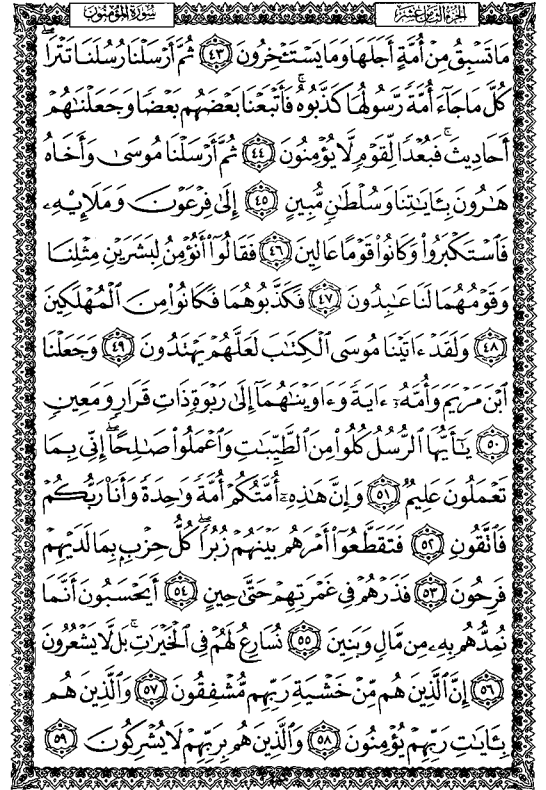 سورة المؤمنون
الجزء الثامن عشر
مَا تَسْبِقُ مِنْ أُمَّةٍ أَجَلَهَا وَمَا يَسْتَـْٔخِرُونَ ٤٣ ثُمَّ أَرْسَلْنَا رُسُلَنَا تَتْرَا ۖ
كُلَّ مَا جَآءَ أُمَّةً رَّسُولُهَا كَذَّبُوهُ ۚ فَأَتْبَعْنَا بَعْضَهُم بَعْضًا وَجَعَلْنَـٰهُمْ
أَحَادِيثَ ۚ فَبُعْدًا لِّقَوْمٍ لَّا يُؤْمِنُونَ ٤٤ ثُمَّ أَرْسَلْنَا مُوسَىٰ وَأَخَاهُ
هَـٰرُونَ بِـَٔايَـٰتِنَا وَسُلْطَـٰنٍ مُّبِينٍ ٤٥ إِلَىٰ فِرْعَوْنَ وَمَلَإِي۟هِۦ
فَٱسْتَكْبَرُوا۟ وَكَانُوا۟ قَوْمًا عَالِينَ ٤٦ فَقَالُوٓا۟ أَنُؤْمِنُ لِبَشَرَيْنِ مِثْلِنَا
وَقَوْمُهُمَا لَنَا عَـٰبِدُونَ ٤٧ فَكَذَّبُوهُمَا فَكَانُوا۟ مِنَ ٱلْمُهْلَكِينَ
٤٨ وَلَقَدْ ءَاتَيْنَا مُوسَى ٱلْكِتَـٰبَ لَعَلَّهُمْ يَهْتَدُونَ ٤٩ وَجَعَلْنَا
ٱبْنَ مَرْيَمَ وَأُمَّهُۥٓ ءَايَةً وَءَاوَيْنَـٰهُمَآ إِلَىٰ رَبْوَةٍ ذَاتِ قَرَارٍ وَمَعِينٍ
٥٠ يَـٰٓأَيُّهَا ٱلرُّسُلُ كُلُوا۟ مِنَ ٱلطَّيِّبَـٰتِ وَٱعْمَلُوا۟ صَـٰلِحًا ۖ إِنِّى بِمَا
تَعْمَلُونَ عَلِيمٌ ٥١ وَإِنَّ هَـٰذِهِۦٓ أُمَّتُكُمْ أُمَّةً وَٰحِدَةً وَأَنَا۠ رَبُّكُمْ
فَٱتَّقُونِ ٥٢ فَتَقَطَّعُوٓا۟ أَمْرَهُم بَيْنَهُمْ زُبُرًا ۖ كُلُّ حِزْبٍۭ بِمَا لَدَيْهِمْ
فَرِحُونَ ٥٣ فَذَرْهُمْ فِى غَمْرَتِهِمْ حَتَّىٰ حِينٍ ٥٤ أَيَحْسَبُونَ أَنَّمَا
نُمِدُّهُم بِهِۦ مِن مَّالٍ وَبَنِينَ ٥٥ نُسَارِعُ لَهُمْ فِى ٱلْخَيْرَٰتِ ۚ بَل لَّا يَشْعُرُونَ
٥٦ إِنَّ ٱلَّذِينَ هُم مِّنْ خَشْيَةِ رَبِّهِم مُّشْفِقُونَ ٥٧ وَٱلَّذِينَ هُم
بِـَٔايَـٰتِ رَبِّهِمْ يُؤْمِنُونَ ٥٨ وَٱلَّذِينَ هُم بِرَبِّهِمْ لَا يُشْرِكُونَ ٥٩